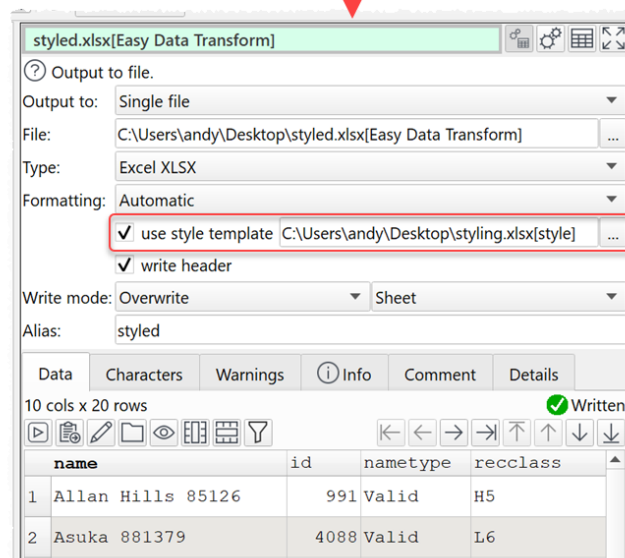 styled.xlsx[Easy Data Transform]
? Output to file.
Output to: Single file
File: C:\Users\andy\Desktop\styled.xlsx[Easy Data Transform] ...
Type: Excel XLSX
Formatting: Automatic
use style template C:\Users\andy\Desktop\styling.xlsx[style] ...
write header
Write mode: Overwrite Sheet
Alias: styled
Data Characters Warnings i Info Comment Details
10 cols x 20 rows Written
name id nametype recclass
1 Allan Hills 85126 991 Valid H5
2 Asuka 881379 4088 Valid L6